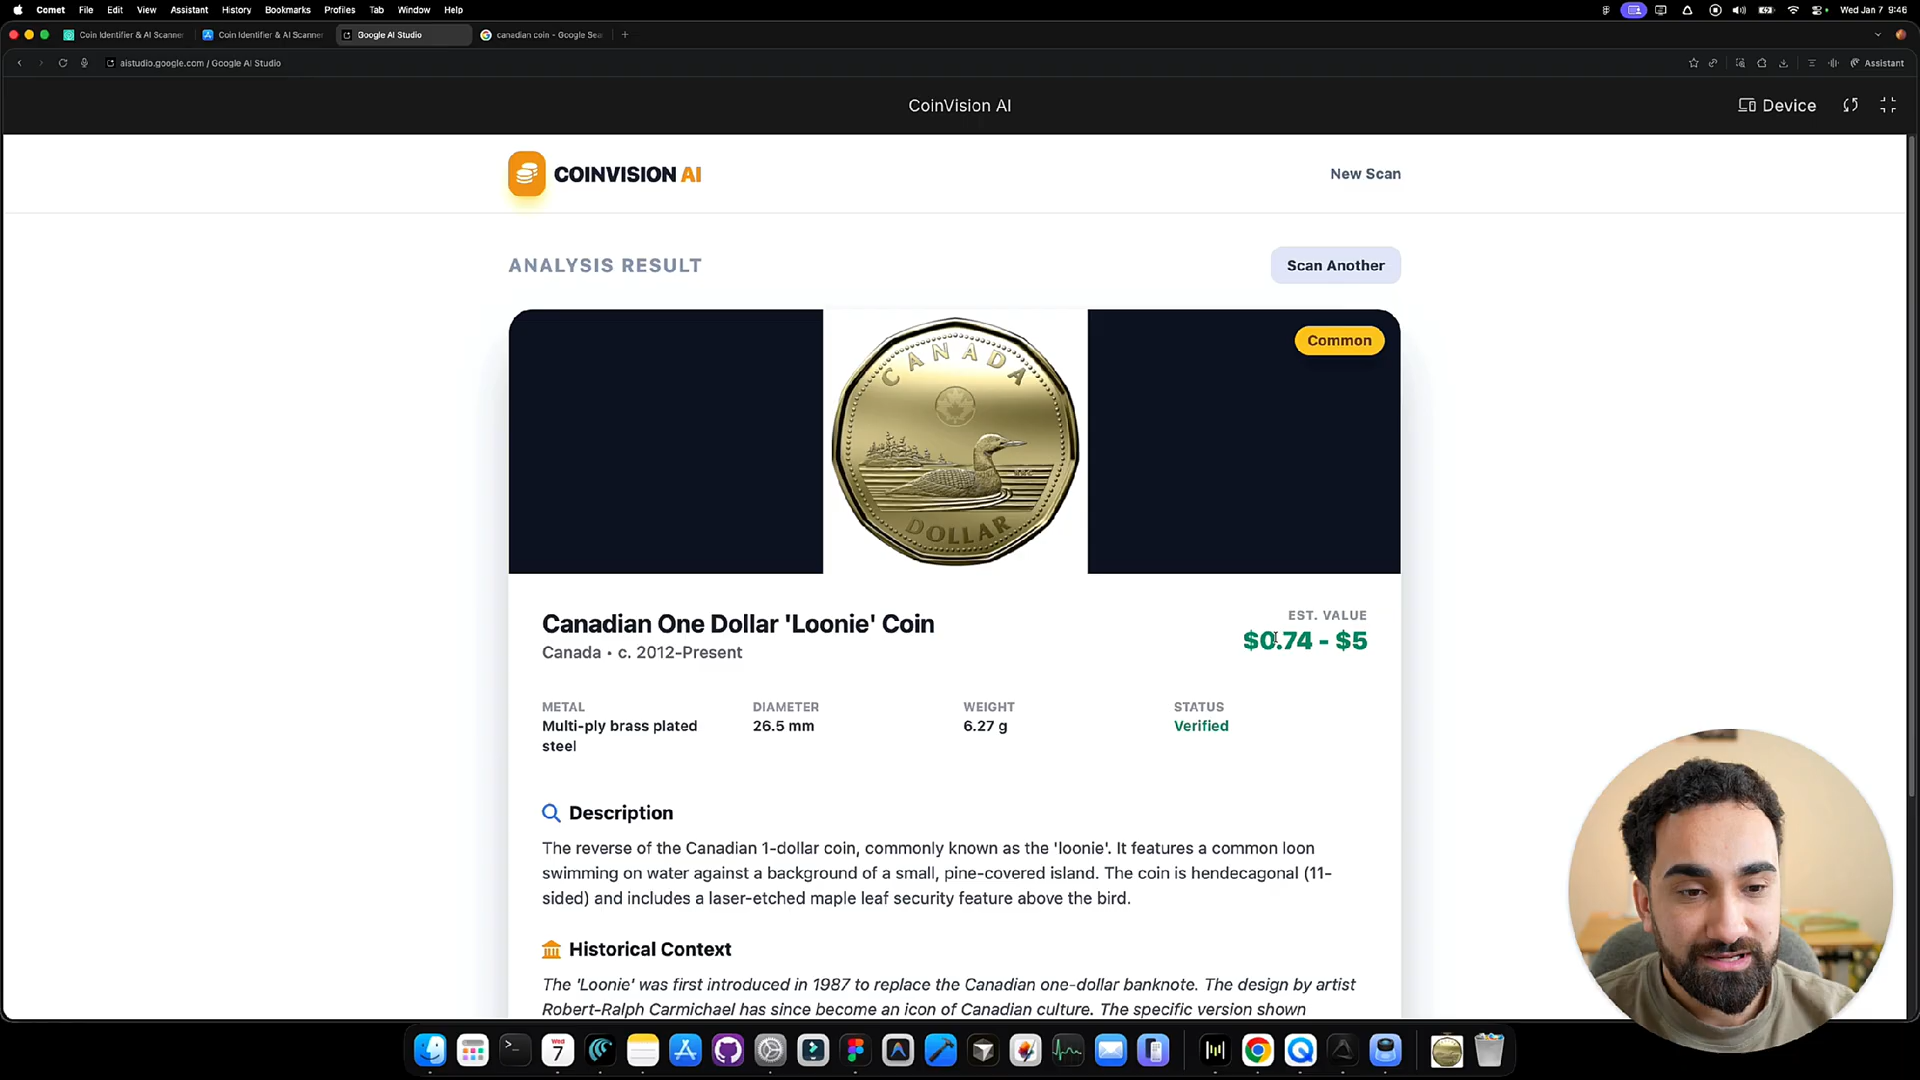 Comet File Edit View Assistant History Bookmarks Profiles Tab Window Help
Wed Jan 7 9:46
Coin Identifier & AI Scanner
Coin Identifier & AI Scanner
Google AI Studio
canadian coin - Google Sea
aistudio.google.com / Google AI Studio
Assistant
CoinVision AI
Device
COINVISION AI
New Scan
ANALYSIS RESULT
Scan Another
Common
CANADA
DOLLAR
Canadian One Dollar 'Loonie' Coin
Canada • c. 2012-Present
EST. VALUE
$0.74 - $5
METAL
Multi-ply brass plated
steel
DIAMETER
26.5 mm
WEIGHT
6.27 g
STATUS
Verified
Description
The reverse of the Canadian 1-dollar coin, commonly known as the 'loonie'. It features a common loon
swimming on water against a background of a small, pine-covered island. The coin is hendecagonal (11-
sided) and includes a laser-etched maple leaf security feature above the bird.
Historical Context
The 'Loonie' was first introduced in 1987 to replace the Canadian one-dollar banknote. The design by artist
Robert-Ralph Carmichael has since become an icon of Canadian culture. The specific version shown
Wed
7